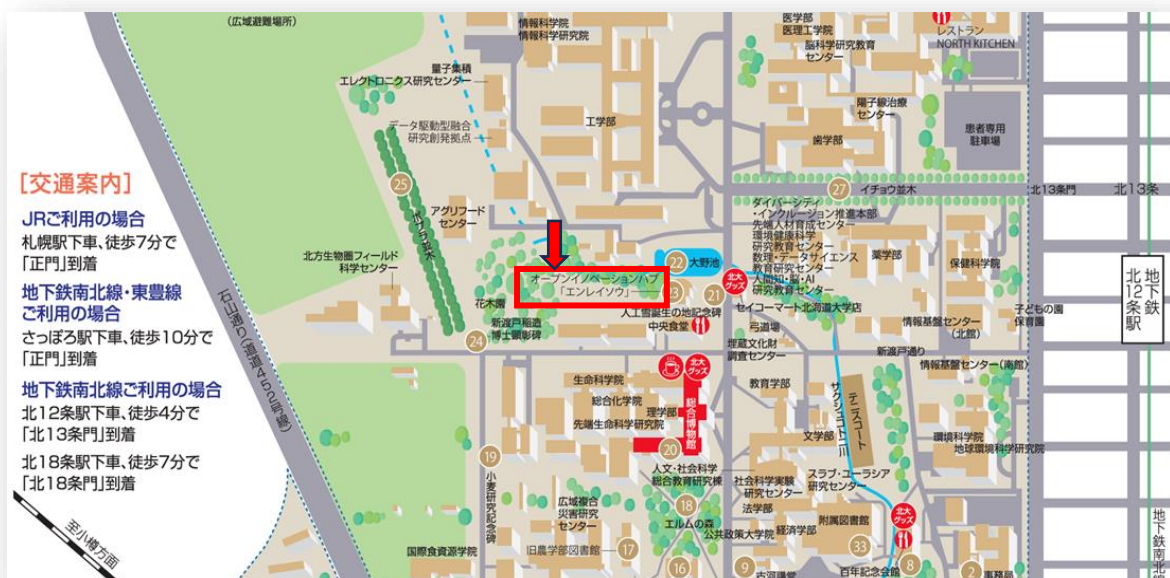 (広域避難場所)
情報科学院
情報科学研究院
医学部
医理工学院
脳科学研究教育
センター
レストラン
NORTH KITCHEN
量子集積
エレクトロニクス研究センター
陽子線治療
センター
データ駆動型融合
研究創発拠点
工学部
歯学部
患者専用
駐車場
[交通案内]
JRご利用の場合
札幌駅下車、徒歩7分で
「正門」到着
地下鉄南北線・東豊線
ご利用の場合
さっぽろ駅下車、徒歩10分で
「正門」到着
地下鉄南北線ご利用の場合
北12条駅下車、徒歩4分で
「北13条門」到着
北18条駅下車、徒歩7分で
「北18条門」到着
至小樽方面
石山通り(道道452号線)
25
ポプラ並木
アグリフード
センター
北方生物圏フィールド
科学センター
27
イチョウ並木
北13条門
北13条
ダイバーシティ
・インクルージョン推進本部
先端人材育成センター
環境健康科学
研究教育センター
数理・データサイエンス
教育研究センター
人間知・脳・AI
研究教育センター
薬学部
保健科学院
地下鉄
北12条駅
22
大野池
オープンイノベーションハブ
「エンレイソウ」
23
21
北大
グッズ
人工雪誕生の地記念碑
中央食堂
セイコーマート北海道大学店
弓道場
花木園
新渡戸稲造
博士顕彰碑
24
情報基盤センター
(北館)
子どもの園
保育園
埋蔵文化財
調査センター
新渡戸通り
情報基盤センター(南館)
生命科学院
北大
グッズ
総合化学院
理学部
先端生命科学研究院
総合博物館
教育学部
サクシュコトニ川
テニスコート
文学部
環境科学院
地球環境科学研究院
20
19
小麦研究記念碑
人文・社会科学
総合教育研究棟
社会科学実験
研究センター
スラブ・ユーラシア
研究センター
法学部
広域複合
災害研究
センター
18
エルムの森
公共政策大学院
経済学部
附属図書館
北大
グッズ
国際食資源学院
旧農学部図書館
17
16
9
古河講堂
33
百年記念会館
8
2
事務局
地下鉄南北